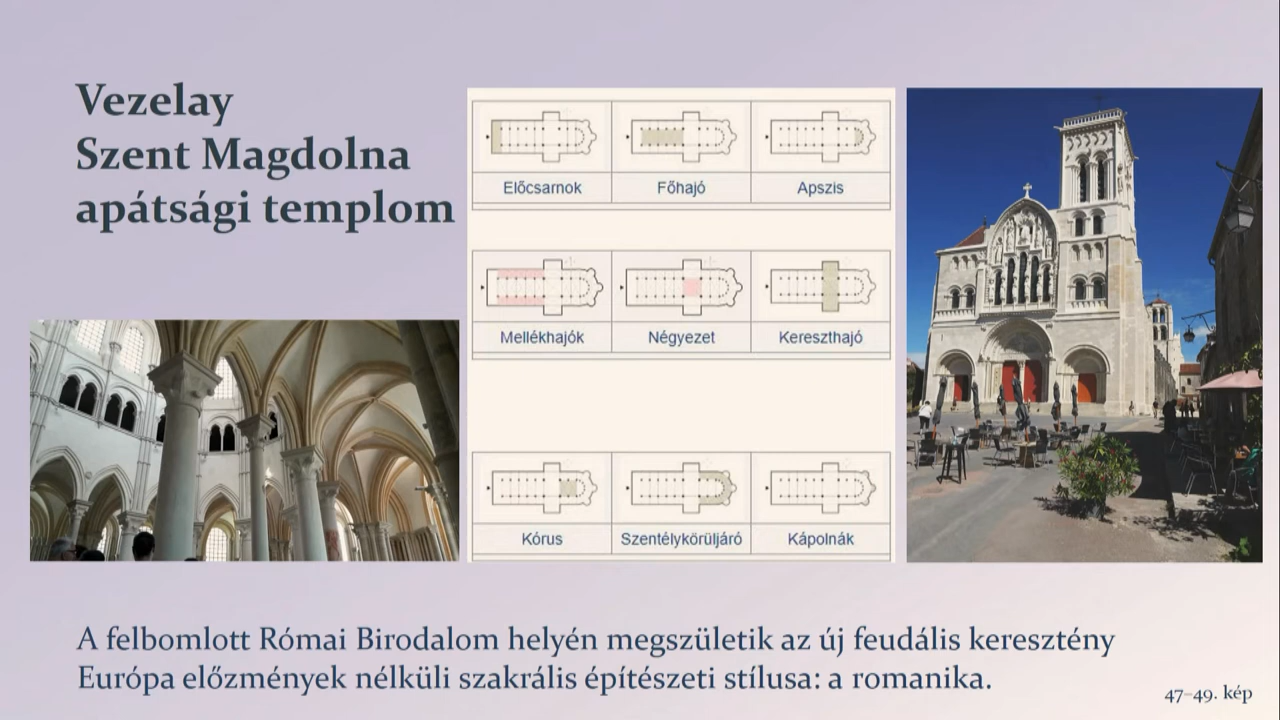 Vezelay
Szent Magdolna
apátsági templom
Előcsarnok
Főhajó
Apszis
Mellékhajók
Négyezet
Kereszthajó
Kórus
Szentélykörüljáró
Kápolnák
A felbomlott Római Birodalom helyén megszületik az új feudális keresztény
Európa előzmények nélküli szakrális építészeti stílusa: a romanika.
47–49. kép